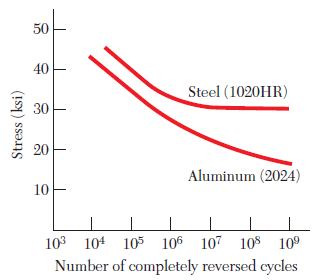 50
40
Steel (1020HR)
30
Stress (ksi)
20
Aluminum (2024)
10
10³ 10⁴ 10⁵ 10⁶ 10⁷ 10⁸ 10⁹
Number of completely reversed cycles